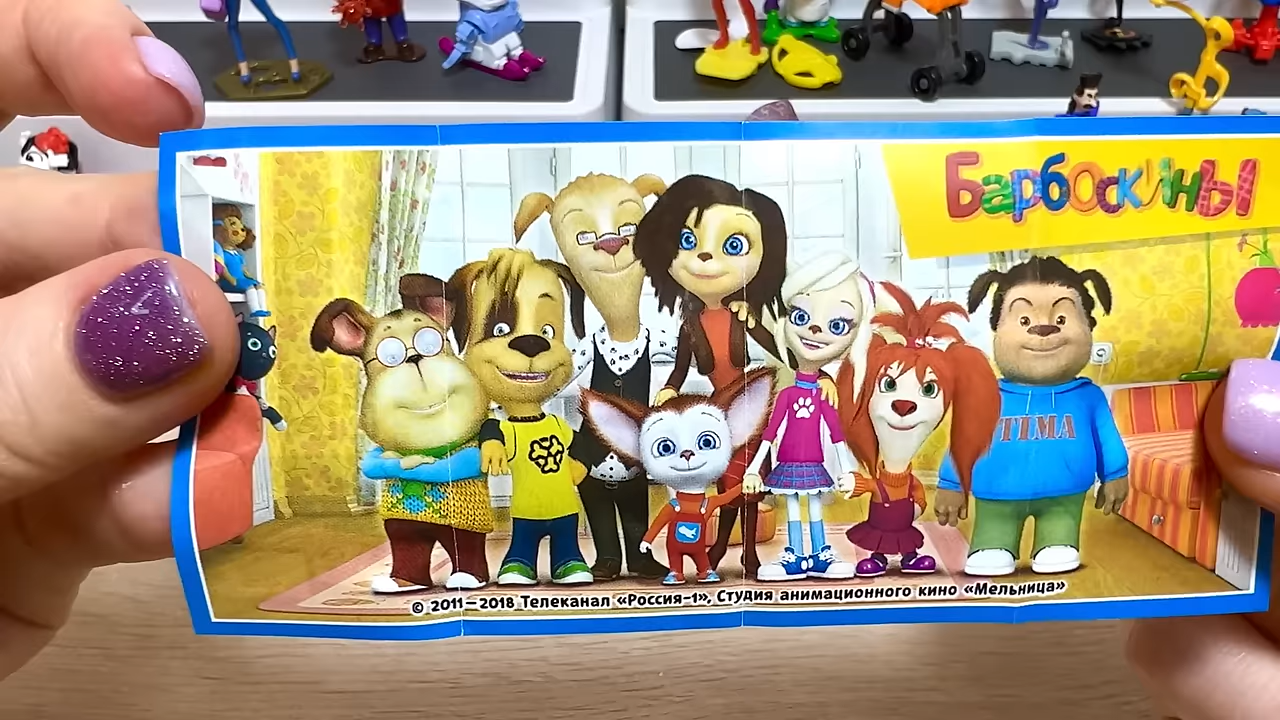 Барбоскины
TIMA
© 2011–2018 Телеканал «Россия-1», Студия анимационного кино «Мельница»